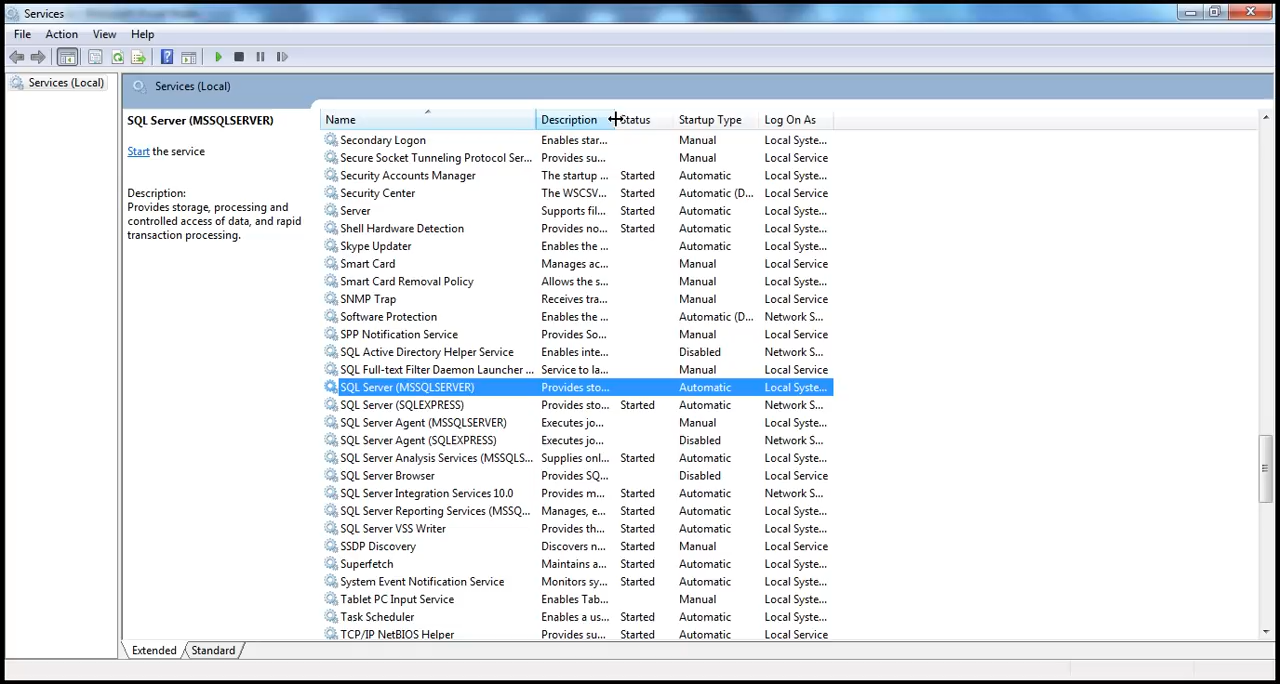 Services
File Action View Help
Services (Local)
Services (Local)
SQL Server (MSSQLSERVER)
Start the service
Description:
Provides storage, processing and
controlled access of data, and rapid
transaction processing.
Name Description Status Startup Type Log On As
Secondary Logon Enables star... Manual Local Syste...
Secure Socket Tunneling Protocol Ser... Provides su... Manual Local Service
Security Accounts Manager The startup ... Started Automatic Local Syste...
Security Center The WSCSV... Started Automatic (D... Local Service
Server Supports fil... Started Automatic Local Syste...
Shell Hardware Detection Provides no... Started Automatic Local Syste...
Skype Updater Enables the ... Automatic Local Syste...
Smart Card Manages ac... Manual Local Service
Smart Card Removal Policy Allows the s... Manual Local Syste...
SNMP Trap Receives tra... Manual Local Service
Software Protection Enables the ... Automatic (D... Network S...
SPP Notification Service Provides So... Manual Local Service
SQL Active Directory Helper Service Enables inte... Disabled Network S...
SQL Full-text Filter Daemon Launcher ... Service to la... Manual Local Syste...
SQL Server (MSSQLSERVER) Provides sto... Automatic Local Syste...
SQL Server (SQLEXPRESS) Provides sto... Started Automatic Network S...
SQL Server Agent (MSSQLSERVER) Executes jo... Manual Local Syste...
SQL Server Agent (SQLEXPRESS) Executes jo... Disabled Network S...
SQL Server Analysis Services (MSSQLS... Supplies onl... Started Automatic Local Syste...
SQL Server Browser Provides SQ... Disabled Local Service
SQL Server Integration Services 10.0 Provides m... Started Automatic Network S...
SQL Server Reporting Services (MSSQ... Manages, e... Started Automatic Local Syste...
SQL Server VSS Writer Provides th... Started Automatic Local Syste...
SSDP Discovery Discovers n... Started Manual Local Service
Superfetch Maintains a... Started Automatic Local Syste...
System Event Notification Service Monitors sy... Started Automatic Local Syste...
Tablet PC Input Service Enables Tab... Manual Local Syste...
Task Scheduler Enables a us... Started Automatic Local Syste...
TCP/IP NetBIOS Helper Provides su... Started Automatic Local Service
Extended Standard